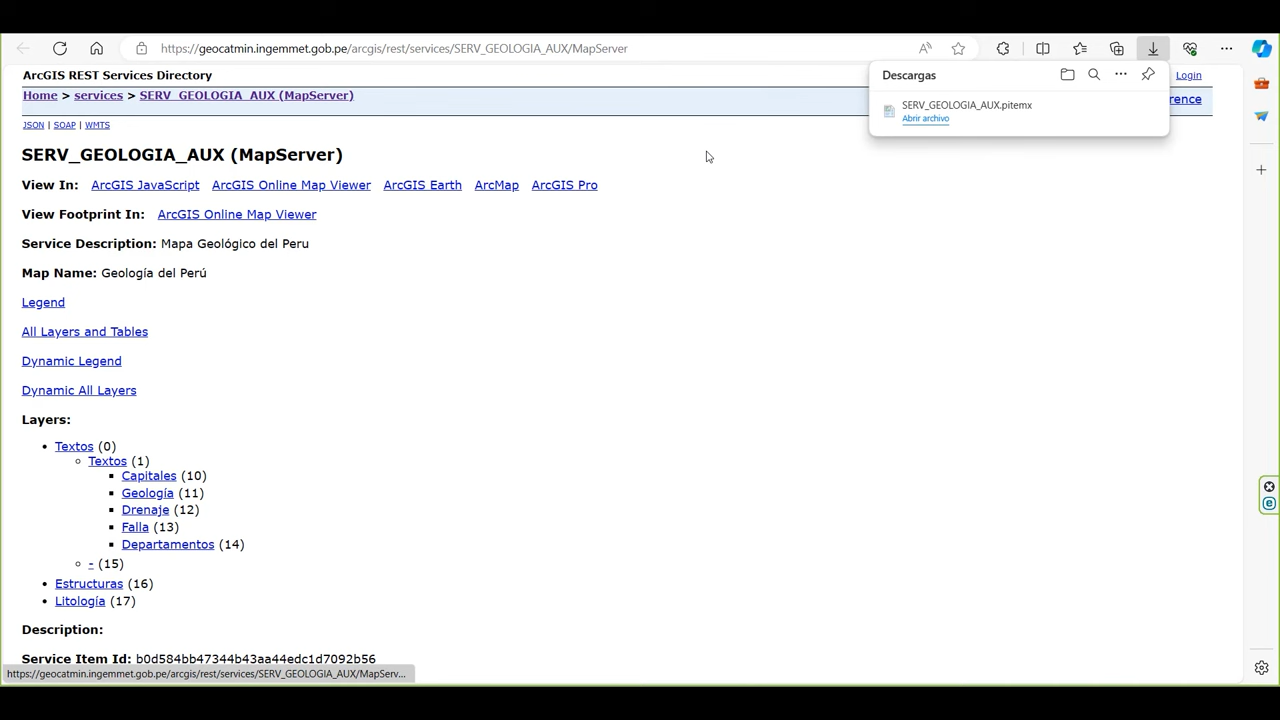 https://geocatmin.ingemmet.gob.pe/arcgis/rest/services/SERV_GEOLOGIA_AUX/MapServer
ArcGIS REST Services Directory
Login
Home > services > SERV_GEOLOGIA_AUX (MapServer)
rence
Descargas
SERV_GEOLOGIA_AUX.pitemx
Abrir archivo
JSON | SOAP | WMTS
SERV_GEOLOGIA_AUX (MapServer)
View In: ArcGIS JavaScript ArcGIS Online Map Viewer ArcGIS Earth ArcMap ArcGIS Pro
View Footprint In: ArcGIS Online Map Viewer
Service Description: Mapa Geológico del Peru
Map Name: Geología del Perú
Legend
All Layers and Tables
Dynamic Legend
Dynamic All Layers
Layers:
Textos (0)
Textos (1)
Capitales (10)
Geología (11)
Drenaje (12)
Falla (13)
Departamentos (14)
- (15)
Estructuras (16)
Litología (17)
Description:
Service Item Id: b0d584bb47344b43aa44edc1d7092b56
https://geocatmin.ingemmet.gob.pe/arcgis/rest/services/SERV_GEOLOGIA_AUX/MapServ...